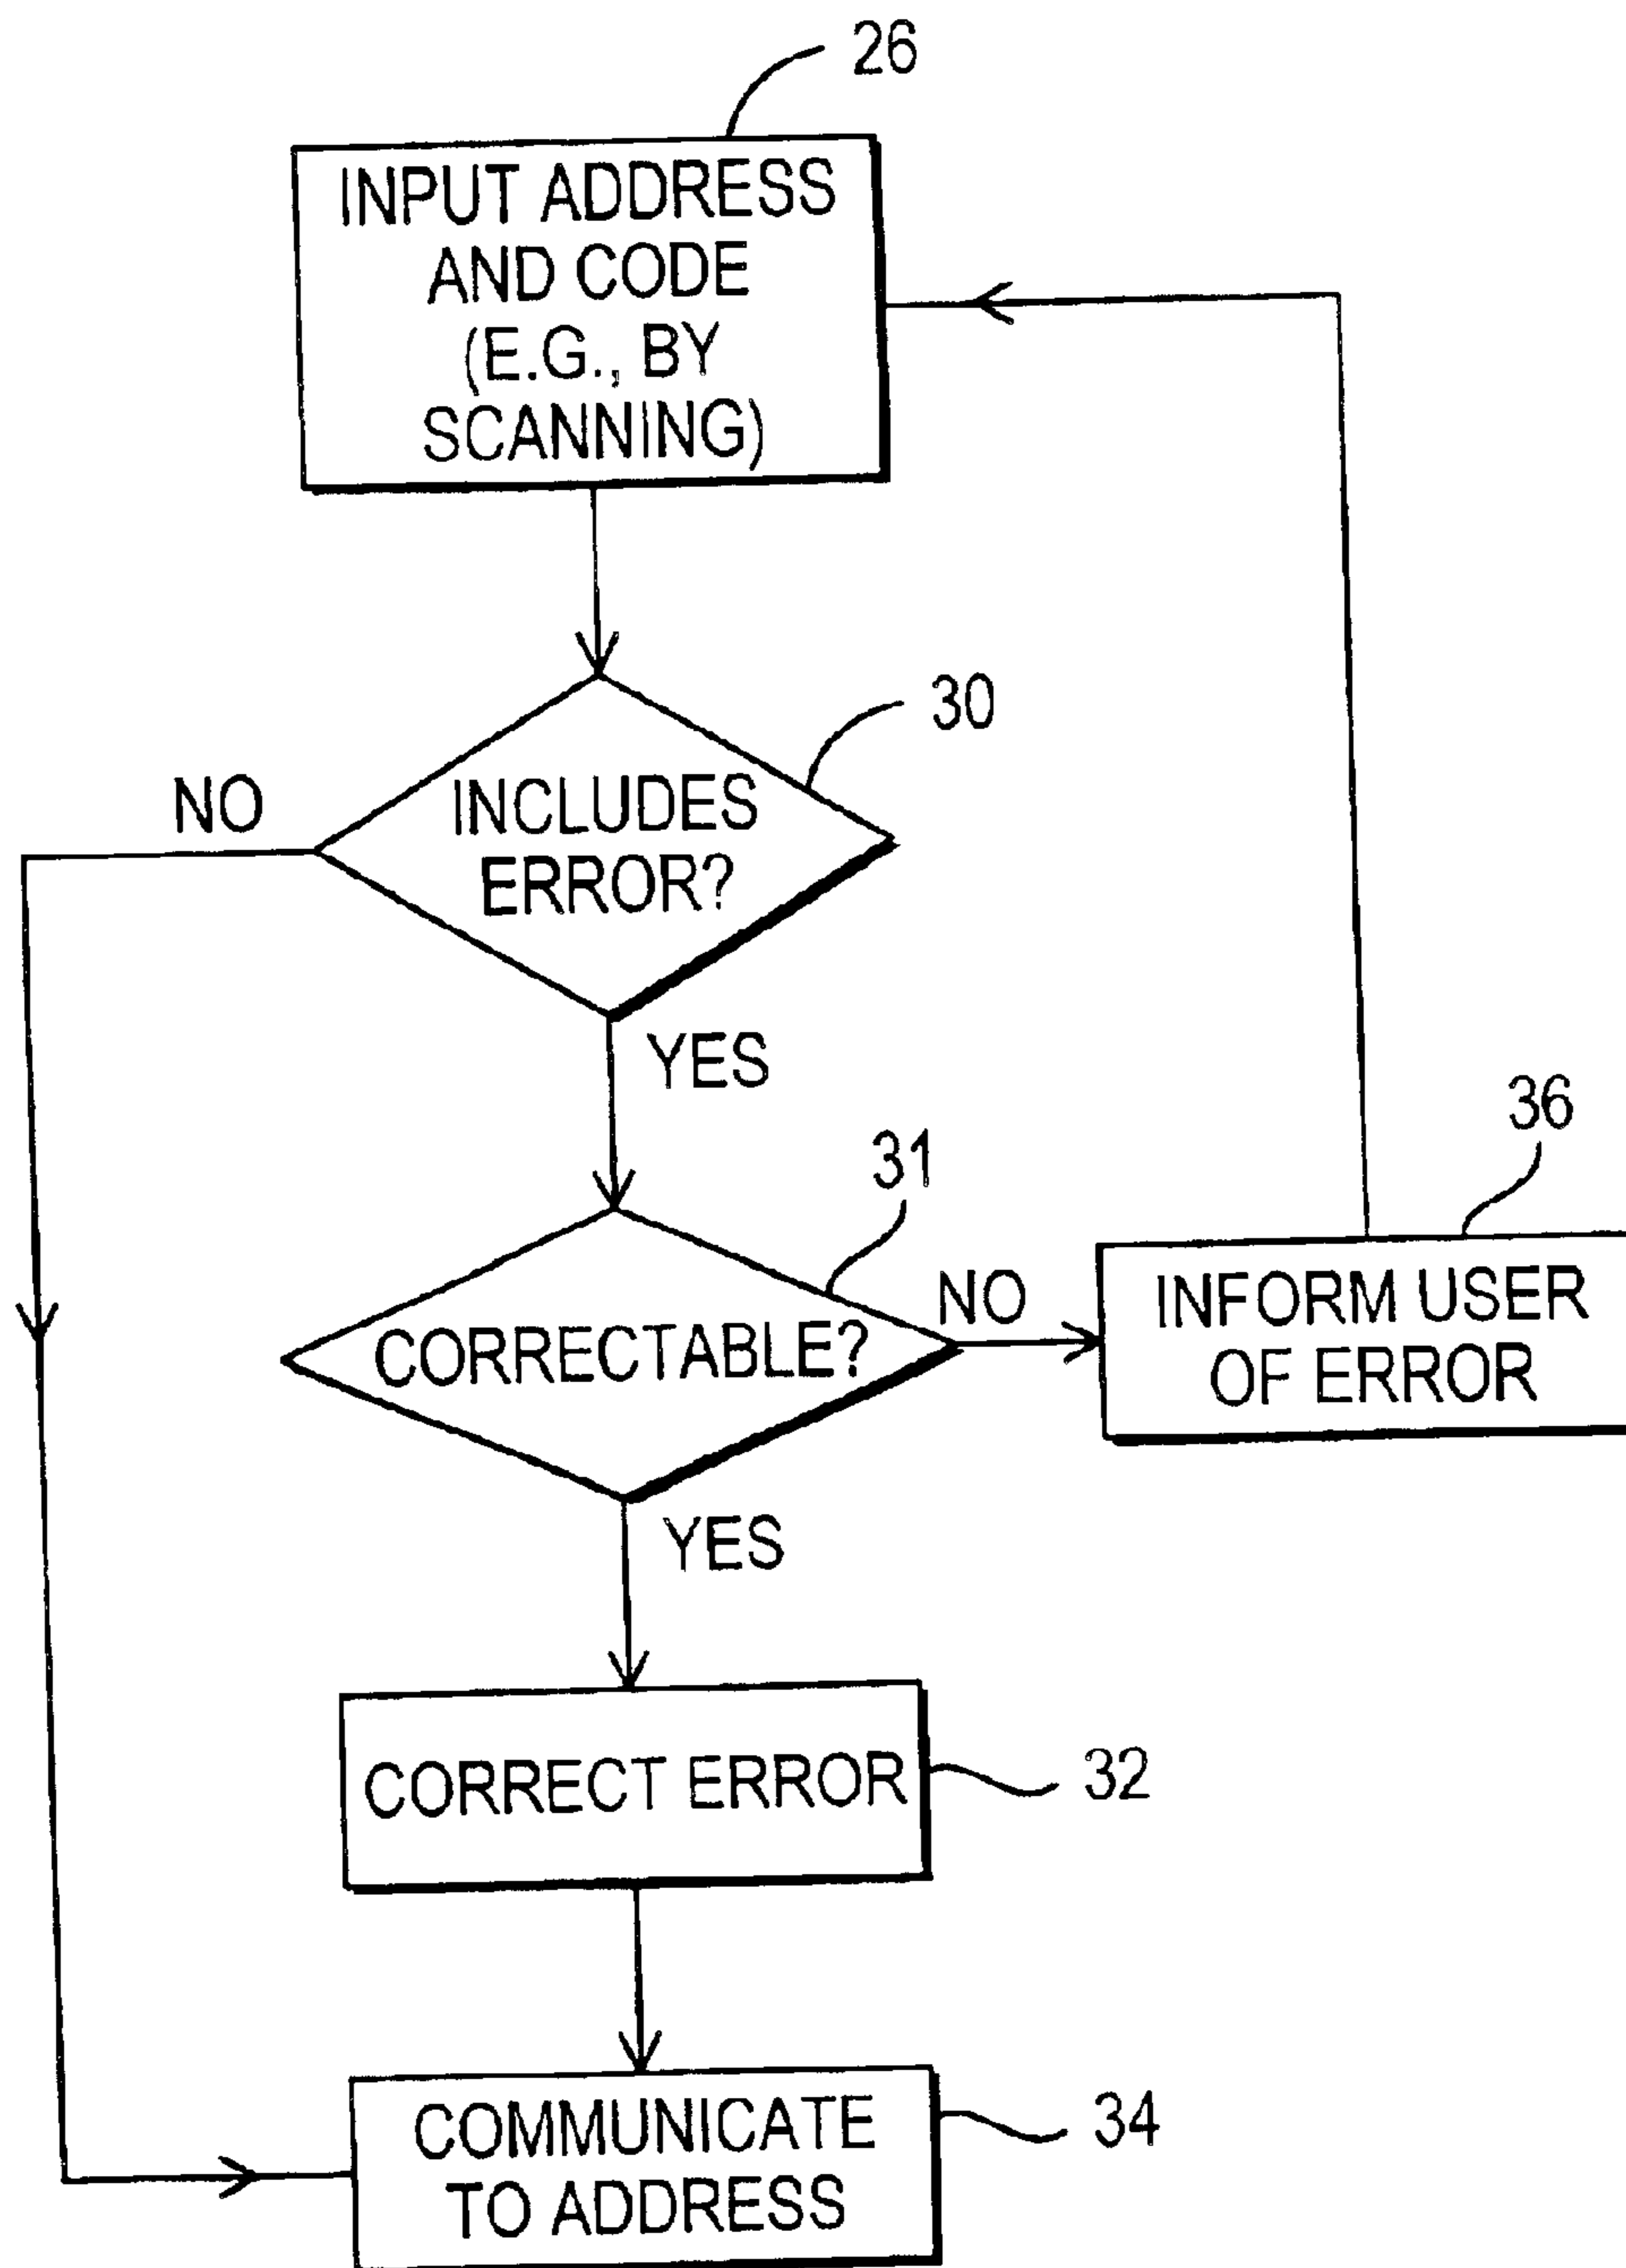 26
INPUT ADDRESS
AND CODE
(E.G., BY
SCANNING)
30
NO
INCLUDES
ERROR?
YES
31
36
NO
INFORM USER
OF ERROR
CORRECTABLE?
YES
CORRECT ERROR
32
COMMUNICATE
TO ADDRESS
34